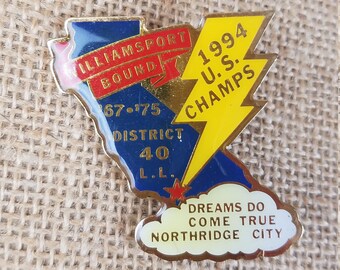 ILLIAMSPORT
BOUND
'67 • '75
DISTRICT
40
L.L.
1994
U.S.
CHAMPS
DREAMS DO
COME TRUE
NORTHRIDGE CITY